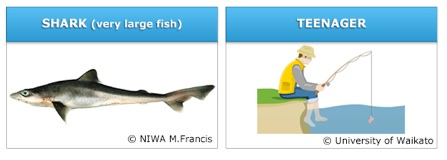 SHARK (very large fish)
TEENAGER
© NIWA M.Francis
© University of Waikato